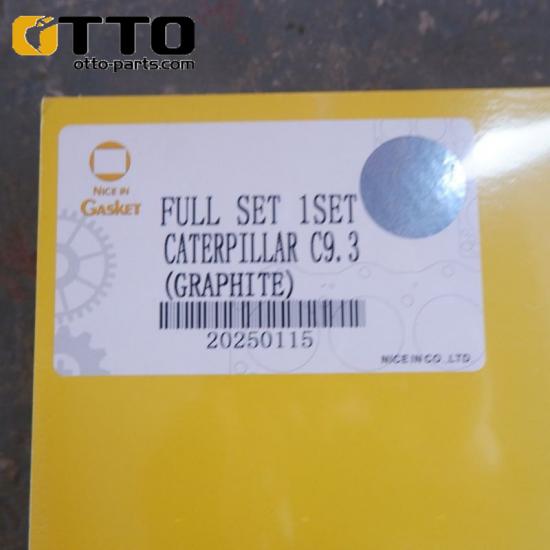 OTTO
otto-parts.com
NICE IN
GASKET
FULL SET 1SET
CATERPILLAR C9.3
(GRAPHITE)
20250115
NICE IN CO.,LTD